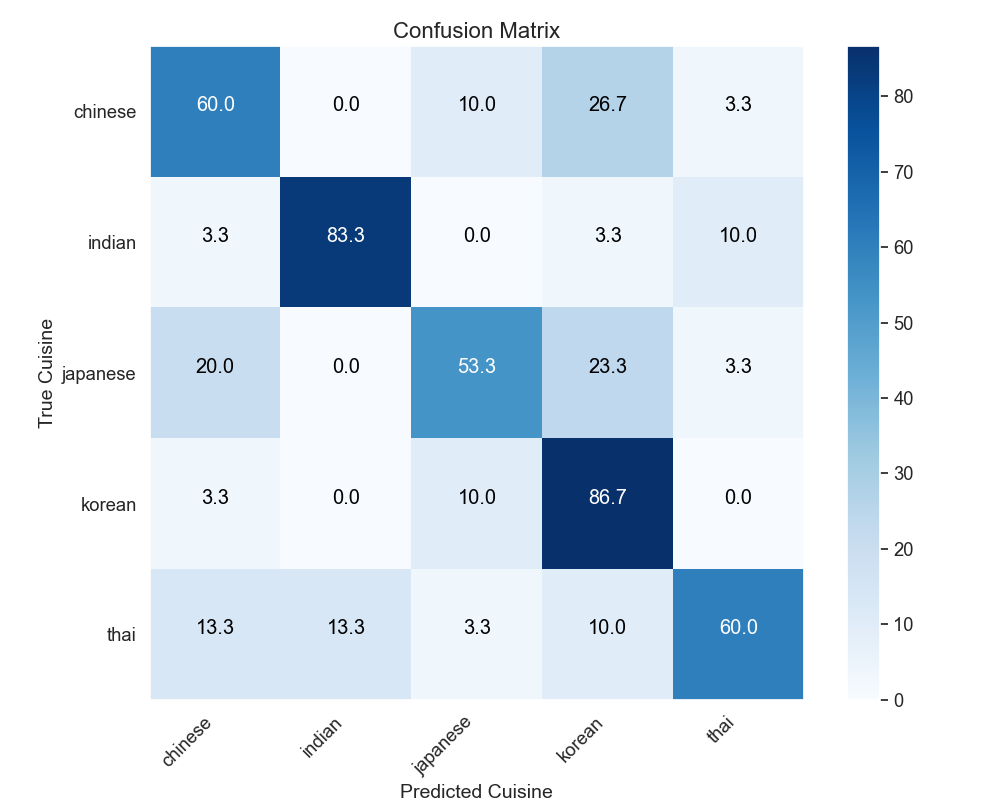 Confusion Matrix
chinese 60.0 0.0 10.0 26.7 3.3
indian 3.3 83.3 0.0 3.3 10.0
japanese 20.0 0.0 53.3 23.3 3.3
korean 3.3 0.0 10.0 86.7 0.0
thai 13.3 13.3 3.3 10.0 60.0
True Cuisine
chinese indian japanese korean thai
Predicted Cuisine
80
70
60
50
40
30
20
10
0